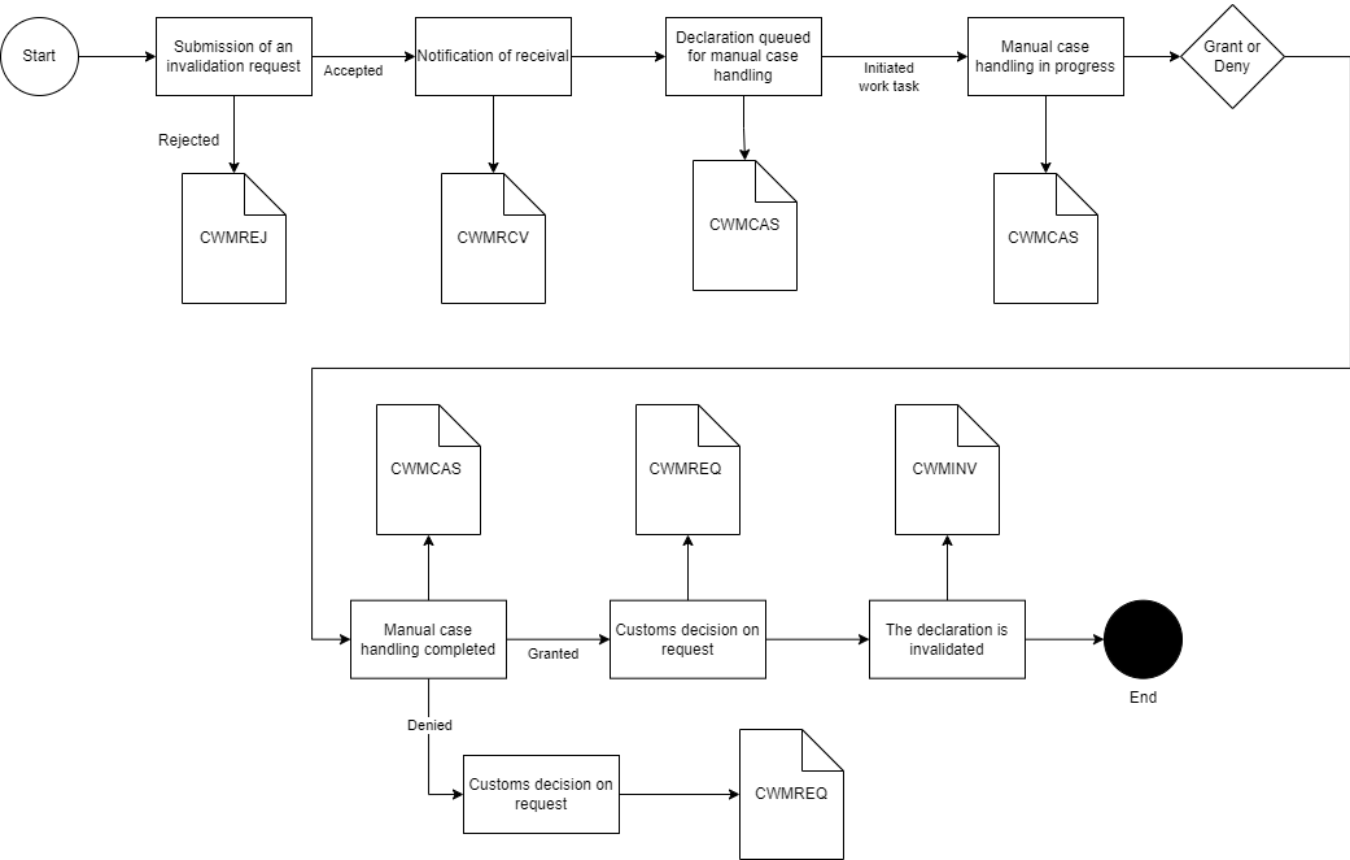 Start
Submission of an
invalidation request
Accepted
Notification of receival
Declaration queued
for manual case
handling
Initiated
work task
Manual case
handling in progress
Grant or
Deny
Rejected
CWMREJ
CWMRCV
CWMCAS
CWMCAS
CWMCAS
CWMREQ
CWMINV
Manual case
handling completed
Granted
Customs decision on
request
The declaration is
invalidated
End
Denied
Customs decision on
request
CWMREQ